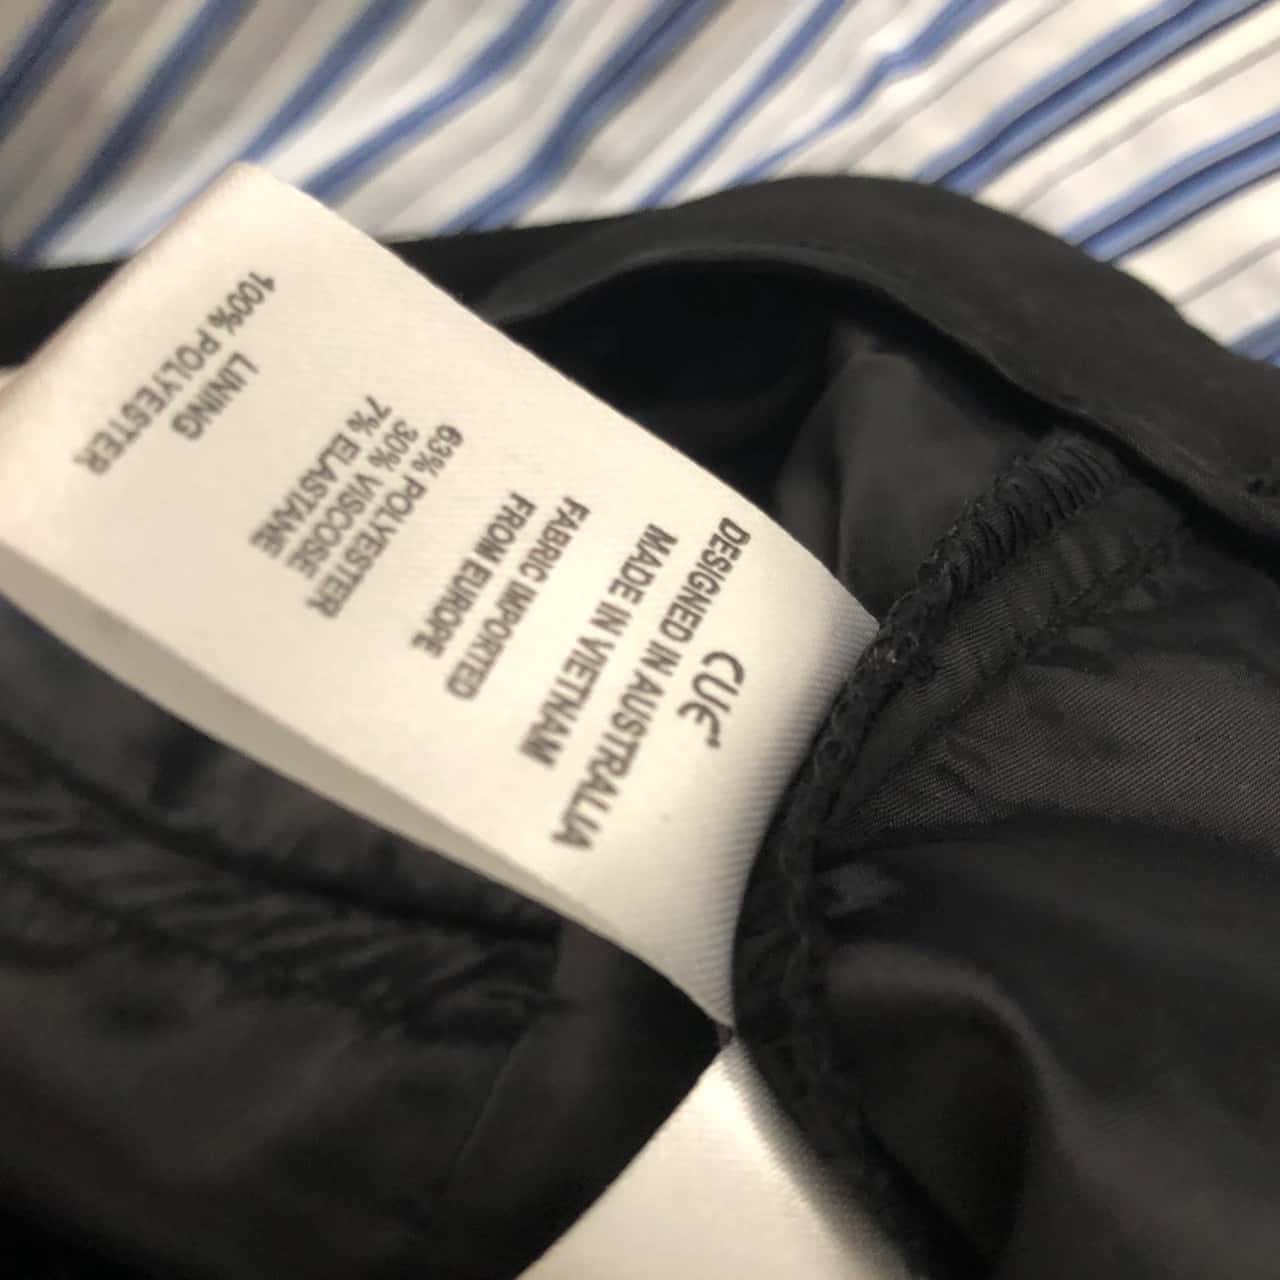 CUE
DESIGNED IN AUSTRALIA
MADE IN VIETNAM
FABRIC IMPORTED
FROM EUROPE
63% POLYESTER
30% VISCOSE
7% ELASTANE
LINING
100% POLYESTER